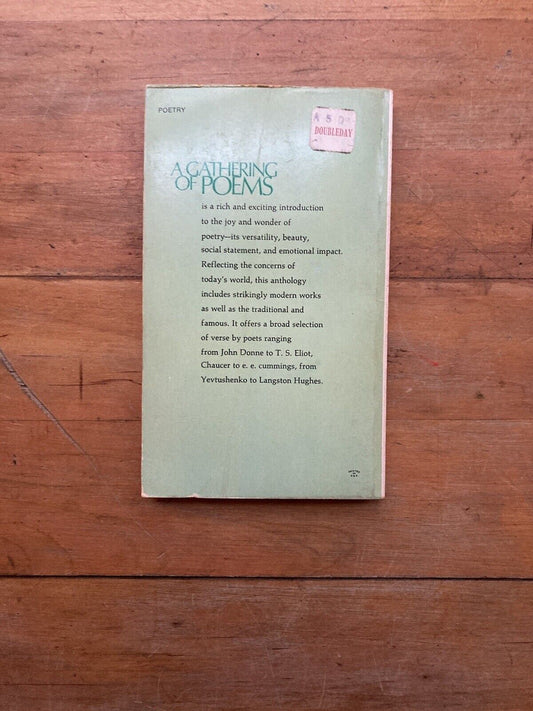 POETRY
DOUBLEDAY
A GATHERING
OF POEMS
is a rich and exciting introduction
to the joy and wonder of
poetry—its versatility, beauty,
social statement, and emotional impact.
Reflecting the concerns of
today's world, this anthology
includes strikingly modern works
as well as the traditional and
famous. It offers a broad selection
of verse by poets ranging
from John Donne to T. S. Eliot,
Chaucer to e. e. cummings, from
Yevtushenko to Langston Hughes.